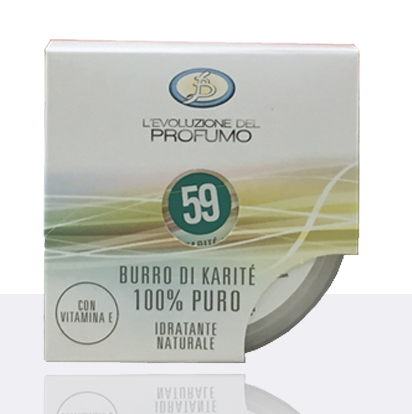 L'EVOLUZIONE DEL
PROFUMO
59
BURRO DI KARITÉ
100% PURO
CON
VITAMINA E
IDRATANTE
NATURALE